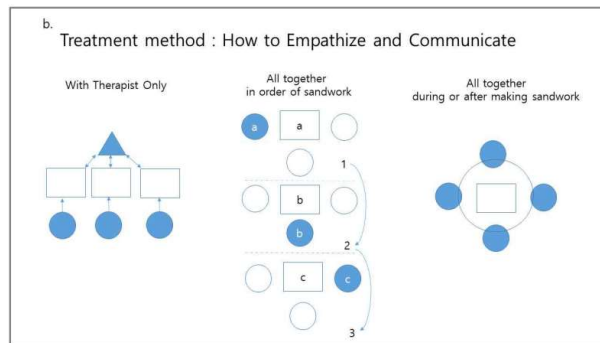 b.
Treatment method : How to Empathize and Communicate
With Therapist Only
All together
in order of sandwork
All together
during or after making sandwork
a
a
1
b
b
2
c
c
3